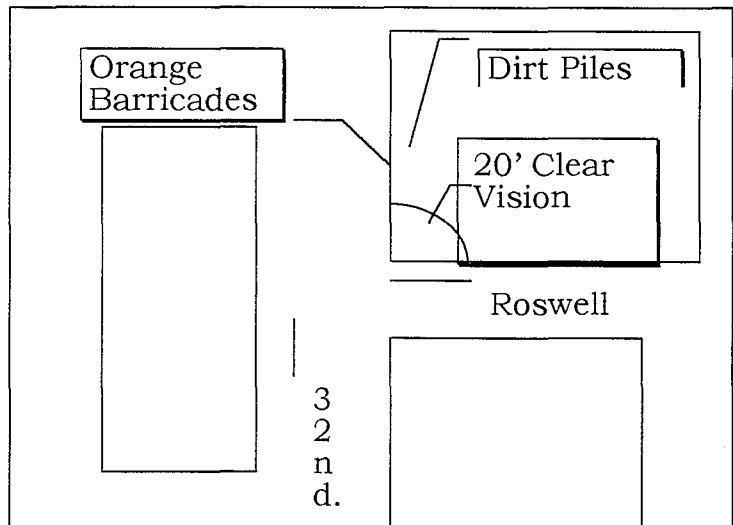 Orange
Barricades
Dirt Piles
20' Clear
Vision
Roswell
3
2
n
d.